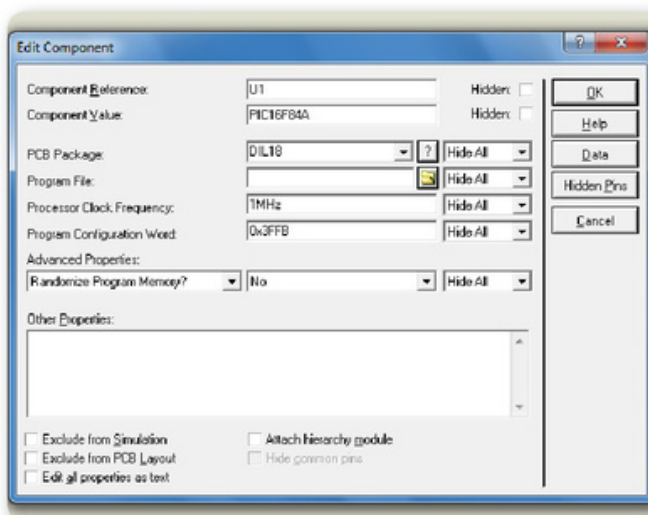 Edit Component
Component Reference: U1 Hidden: OK
Component Value: PIC16F84A Hidden: Help
PCB Package: DIL18 ? Hide All Data
Program File: Hide All Hidden Pins
Processor Clock Frequency: 1MHz Hide All
Program Configuration Word: 0x3FFB Hide All Cancel
Advanced Properties:
Randomize Program Memory? No Hide All
Other Properties:
Exclude from Simulation Attach hierarchy module
Exclude from PCB Layout Hide common pins
Edit all properties as text